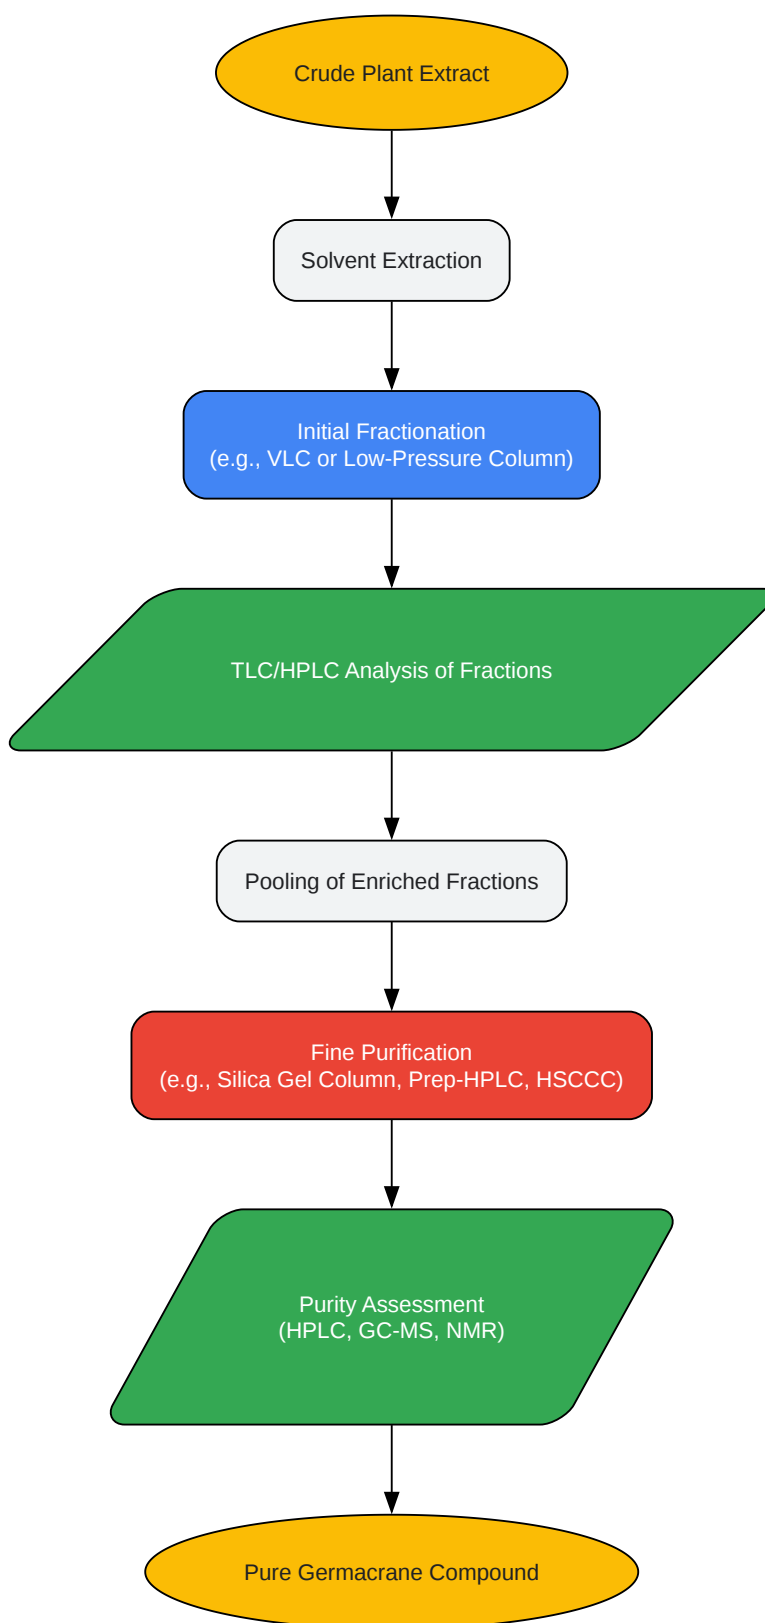 Crude Plant Extract
Solvent Extraction
Initial Fractionation
(e.g., VLC or Low-Pressure Column)
TLC/HPLC Analysis of Fractions
Pooling of Enriched Fractions
Fine Purification
(e.g., Silica Gel Column, Prep-HPLC, HSCCC)
Purity Assessment
(HPLC, GC-MS, NMR)
Pure Germacrane Compound